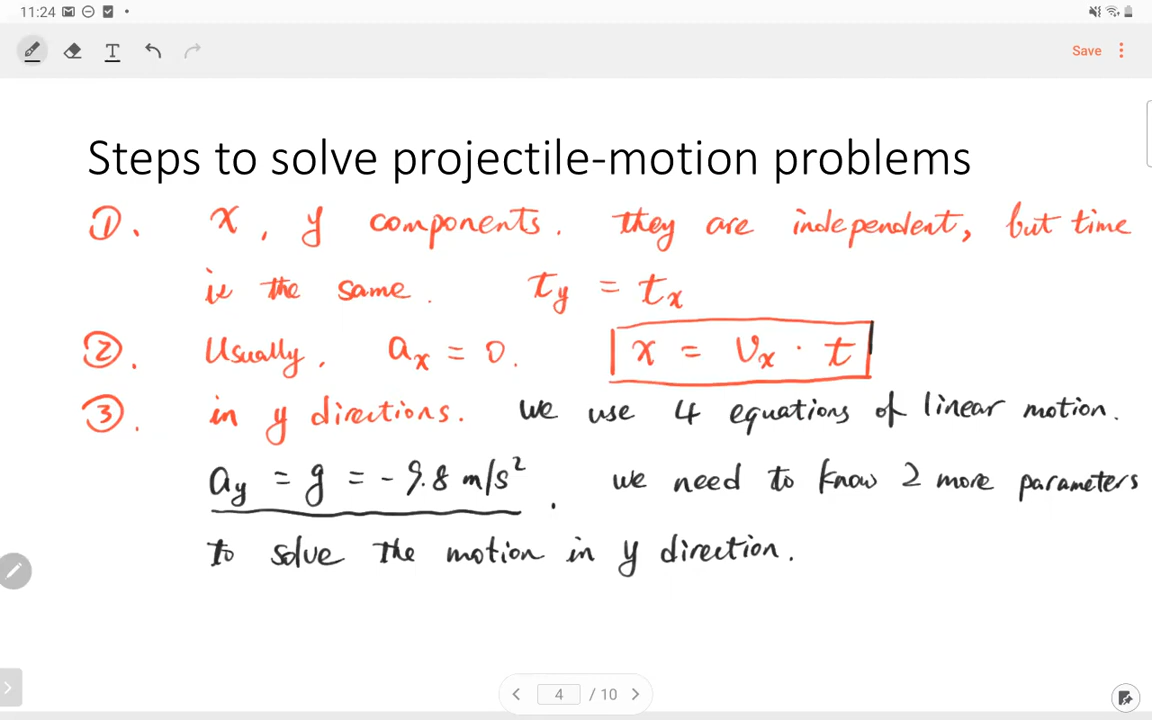 11:24
T
Save
Steps to solve projectile-motion problems
①. x, y components. they are independent, but time
is the same. ty = tx
②. Usually, ax = 0. x = vx · t
③. in y directions. we use 4 equations of linear motion.
ay = g = - 9.8 m/s². we need to know 2 more parameters
to solve the motion in y direction.
4 / 10